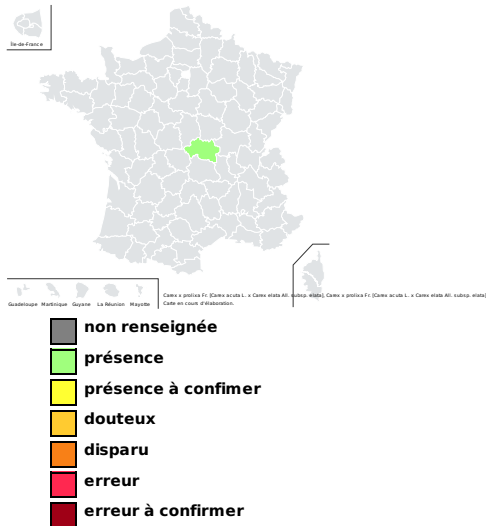 Île-de-France
Guadeloupe Martinique Guyane La Réunion Mayotte
Carex x prolixa Fr. [Carex acuta L. x Carex elata All. subsp. elata], Carex x prolixa Fr. [Carex acuta L. x Carex elata All. subsp. elata]
Carte en cours d'élaboration.
non renseignée
présence
présence à confimer
douteux
disparu
erreur
erreur à confirmer